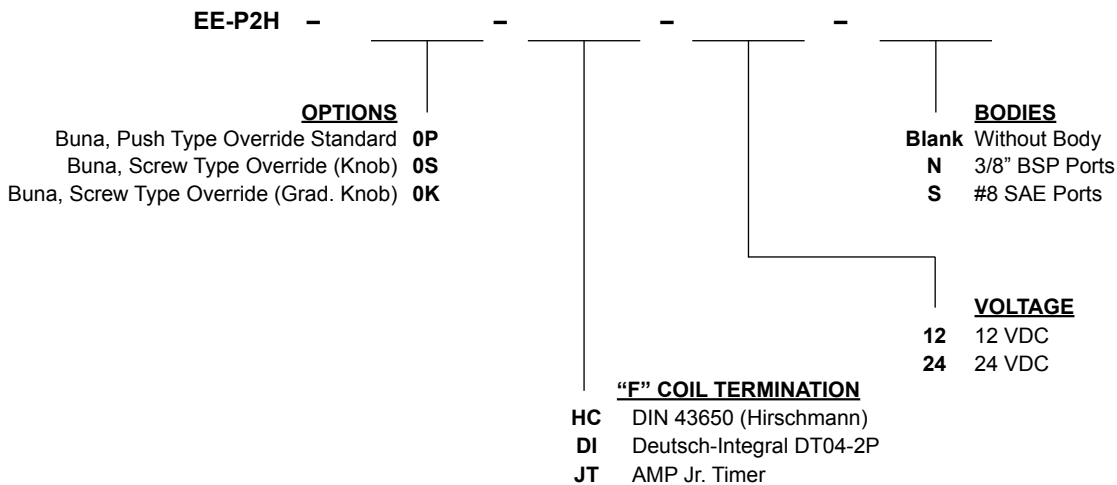 EE-P2H – – – –
OPTIONS
Buna, Push Type Override Standard 0P
Buna, Screw Type Override (Knob) 0S
Buna, Screw Type Override (Grad. Knob) 0K
BODIES
Blank Without Body
N 3/8” BSP Ports
S #8 SAE Ports
VOLTAGE
12 12 VDC
24 24 VDC
“F” COIL TERMINATION
HC DIN 43650 (Hirschmann)
DI Deutsch-Integral DT04-2P
JT AMP Jr. Timer